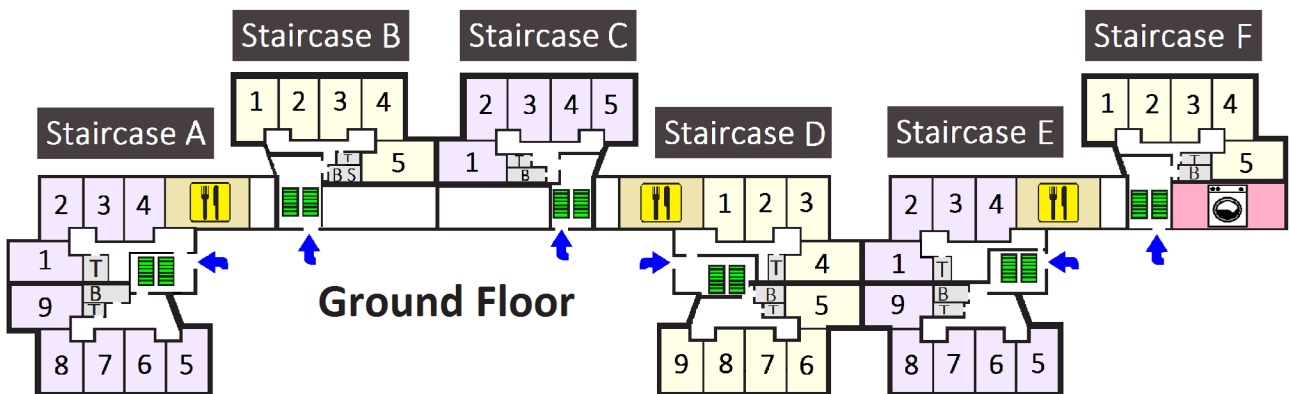 Staircase B
Staircase C
Staircase F
1 2 3 4
2 3 4 5
1 2 3 4
Staircase A
Staircase D
Staircase E
T
B S
5
1
T
B
T
B
5
2 3 4
1 2 3
2 3 4
1
T
T
4
1
T
9
B
T
B
T
5
9
B
T
Ground Floor
8 7 6 5
9 8 7 6
8 7 6 5